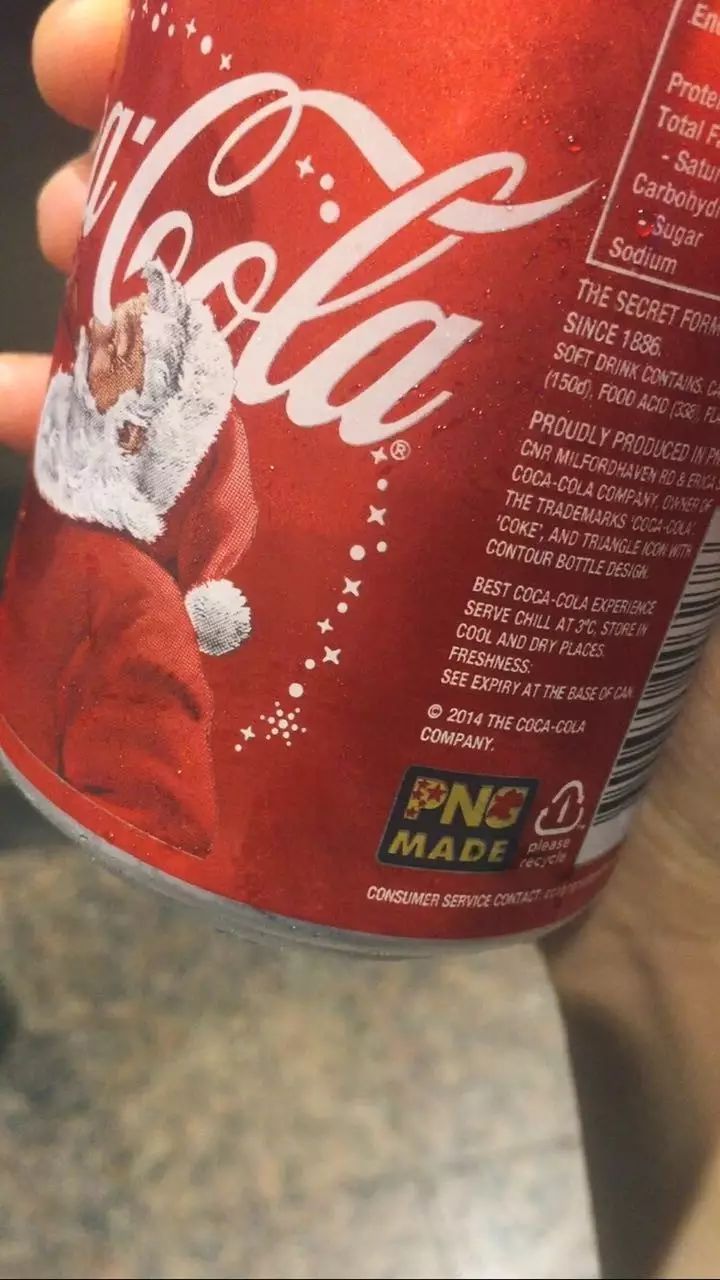 Coca-Cola®
Protein
Total
- Satu
Carbohyd
- Sugar
Sodium
THE SECRET FORM
SINCE 1886.
SOFT DRINK CONTAINS: C
(150d), FOOD ACID (338), FL
PROUDLY PRODUCED IN PN
CNR MILFORDHAVEN RD & ERICA
COCA-COLA COMPANY, OWNER OF
THE TRADEMARKS 'COCA-COLA',
'COKE', AND TRIANGLE ICON WITH
CONTOUR BOTTLE DESIGN.
BEST COCA-COLA EXPERIENCE
SERVE CHILL AT 3°C, STORE IN
COOL AND DRY PLACES.
FRESHNESS:
SEE EXPIRY AT THE BASE OF CAN.
© 2014 THE COCA-COLA
COMPANY.
PNG
MADE
1
please
recycle
CONSUMER SERVICE CONTACT: